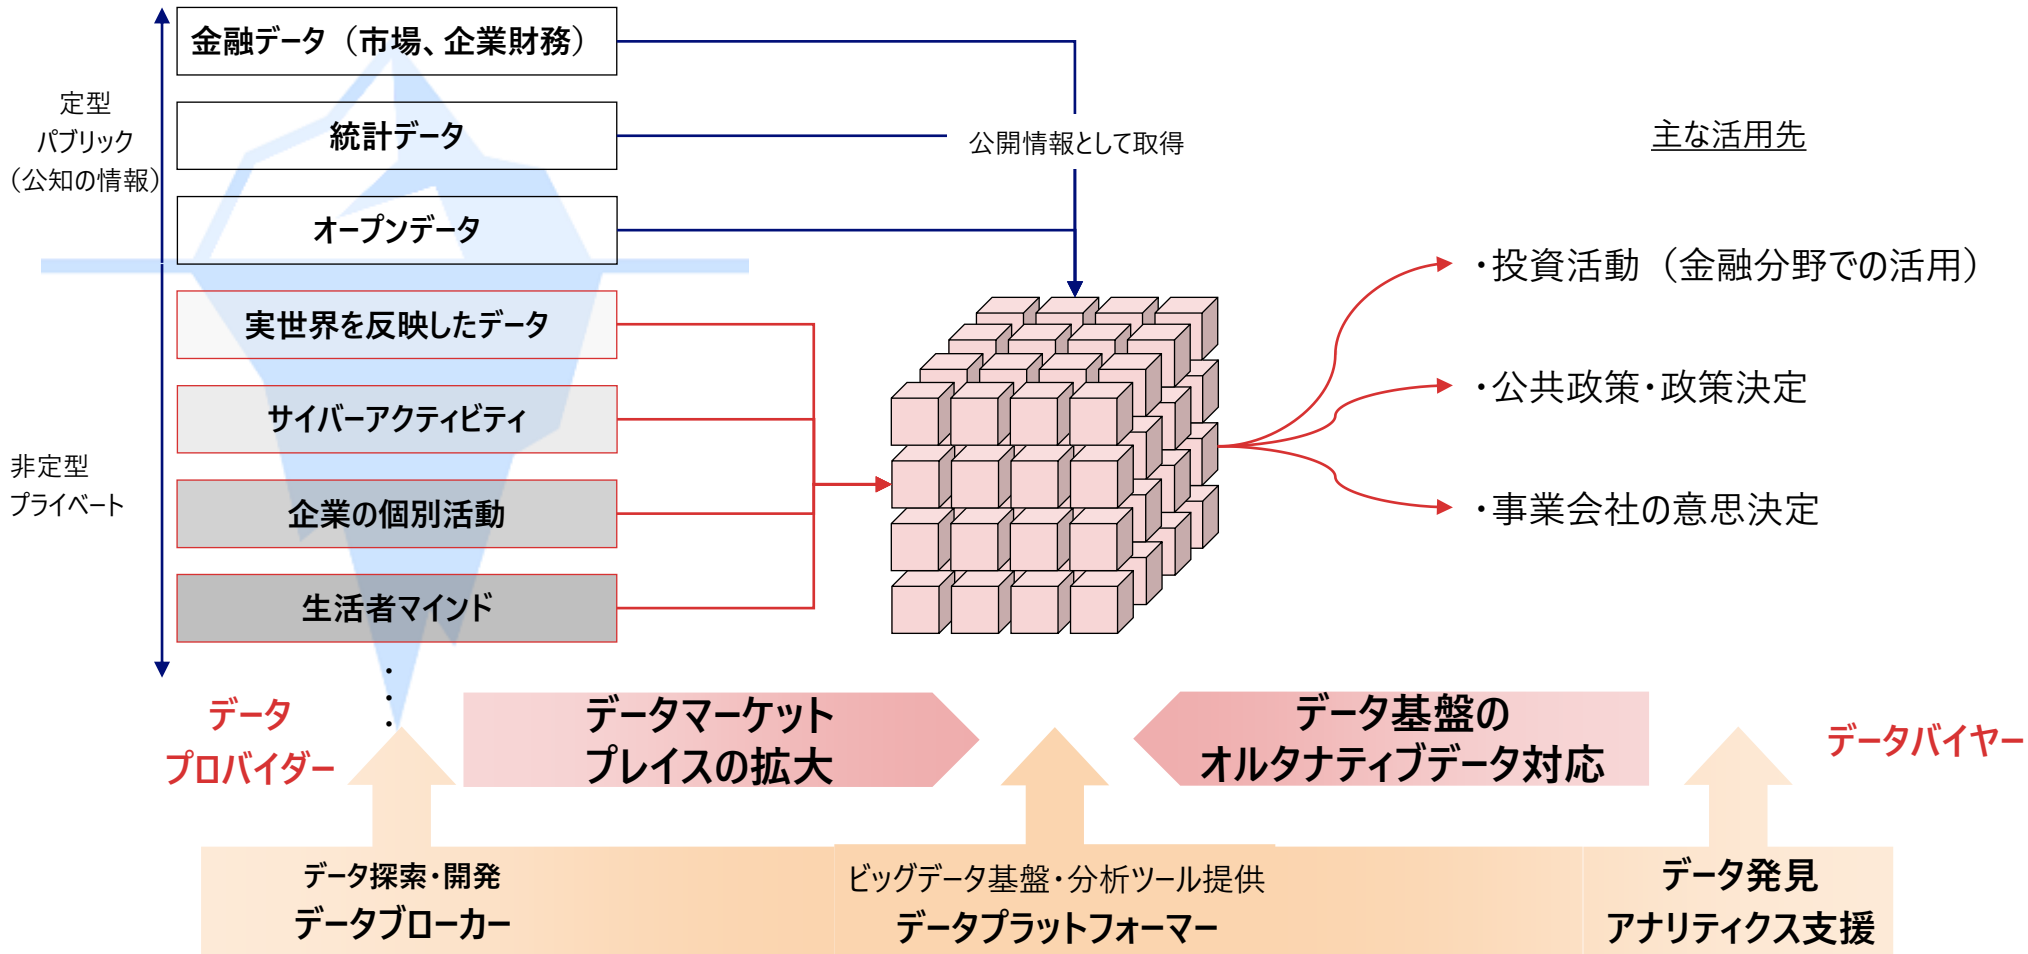 金融データ（市場、企業財務）
統計データ
オープンデータ
実世界を反映したデータ
サイバーアクティビティ
企業の個別活動
生活者マインド
・
・
・
定型
パブリック
（公知の情報）
非定型
プライベート
公開情報として取得
主な活用先
・投資活動（金融分野での活用）
・公共政策・政策決定
・事業会社の意思決定
データ
プロバイダー
データマーケット
プレイスの拡大
データ基盤の
オルタナティブデータ対応
データバイヤー
データ探索・開発
データブローカー
ビッグデータ基盤・分析ツール提供
データプラットフォーマー
データ発見
アナリティクス支援